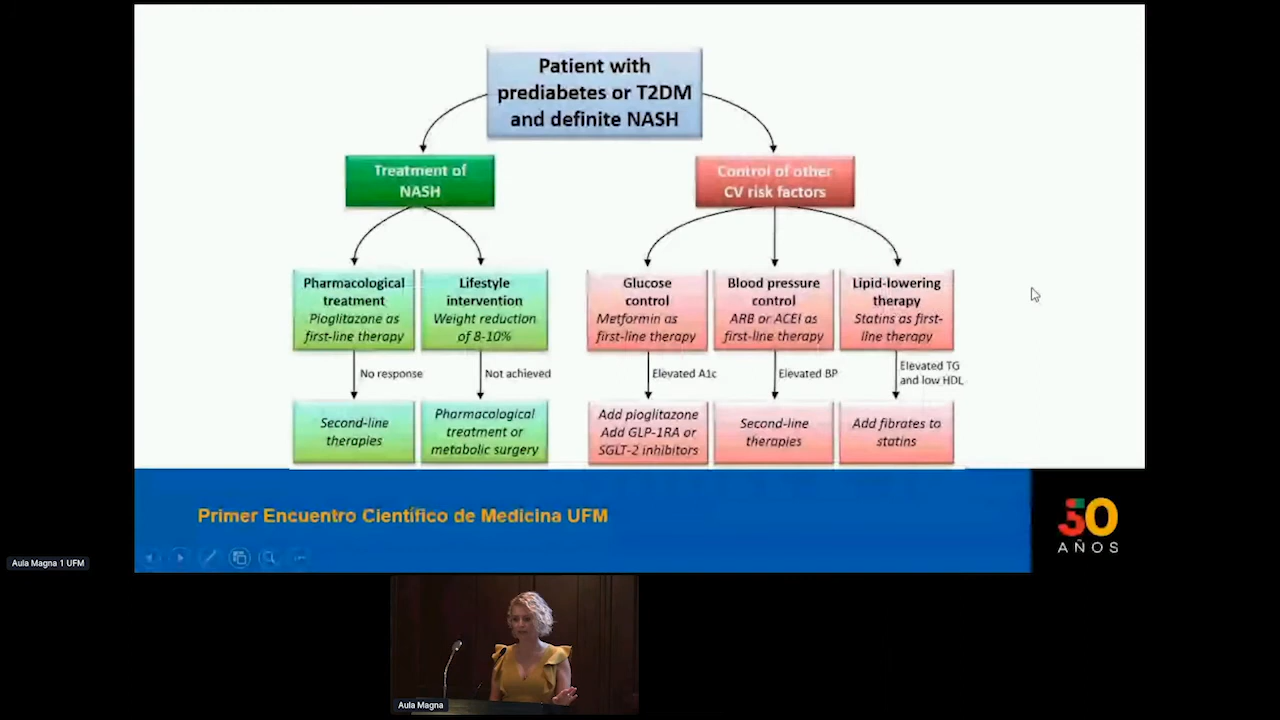 Patient with
prediabetes or T2DM
and definite NASH
Treatment of
NASH
Control of other
CV risk factors
Pharmacological
treatment
Pioglitazone as
first-line therapy
Lifestyle
intervention
Weight reduction
of 8-10%
Glucose
control
Metformin as
first-line therapy
Blood pressure
control
ARB or ACEI as
first-line therapy
Lipid-lowering
therapy
Statins as first-
line therapy
No response
Not achieved
Elevated A1c
Elevated BP
Elevated TG
and low HDL
Second-line
therapies
Pharmacological
treatment or
metabolic surgery
Add pioglitazone
Add GLP-1RA or
SGLT-2 inhibitors
Second-line
therapies
Add fibrates to
statins
Primer Encuentro Científico de Medicina UFM
50
AÑOS
Aula Magna 1 UFM
Aula Magna